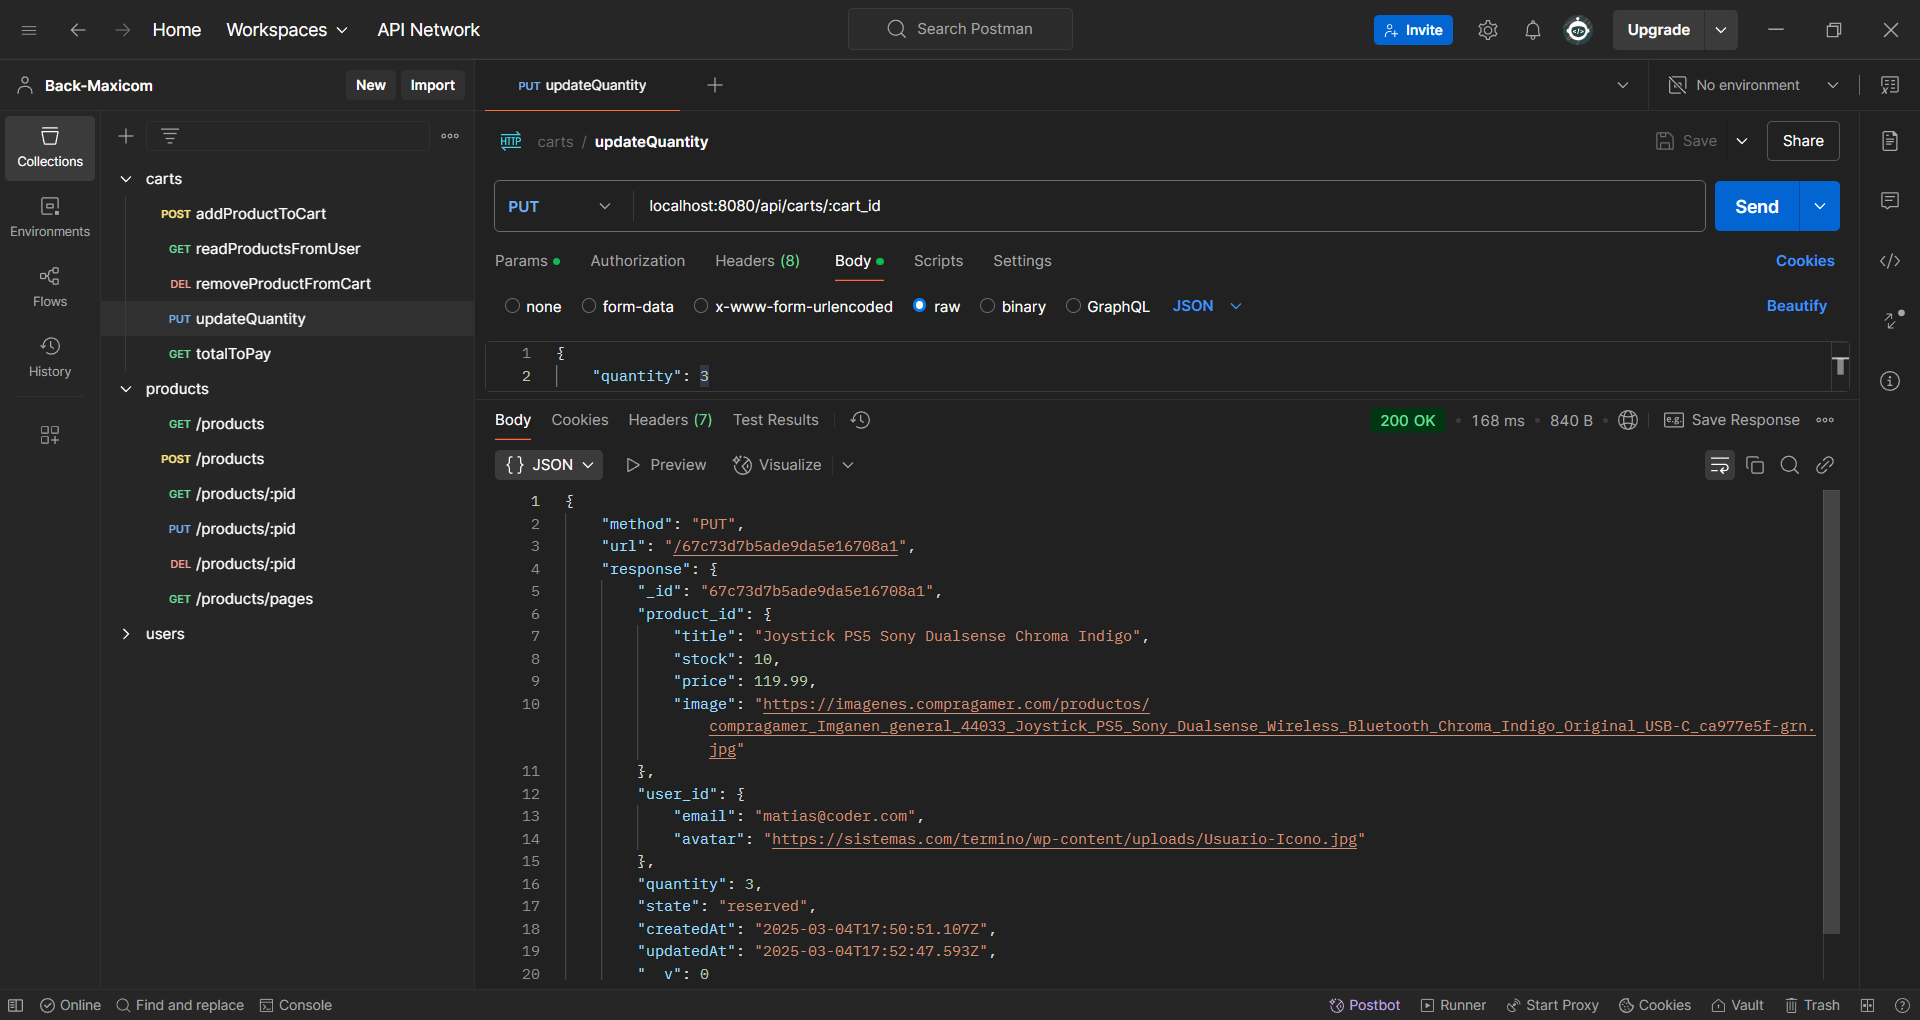 Home Workspaces API Network Search Postman Invite Upgrade
Back-Maxicom New Import PUT updateQuantity No environment
Collections
Environments
Flows
History
carts
POST addProductToCart
GET readProductsFromUser
DEL removeProductFromCart
PUT updateQuantity
GET totalToPay
products
GET /products
POST /products
GET /products/:pid
PUT /products/:pid
DEL /products/:pid
GET /products/pages
users
HTTP carts / updateQuantity Save Share
PUT localhost:8080/api/carts/:cart_id Send
Params Authorization Headers (8) Body Scripts Settings Cookies
none form-data x-www-form-urlencoded raw binary GraphQL JSON Beautify
1 {
2 "quantity": 3
Body Cookies Headers (7) Test Results 200 OK • 168 ms • 840 B • e.g. Save Response
{} JSON Preview Visualize
1 {
2 "method": "PUT",
3 "url": "/67c73d7b5ade9da5e16708a1",
4 "response": {
5 "_id": "67c73d7b5ade9da5e16708a1",
6 "product_id": {
7 "title": "Joystick PS5 Sony Dualsense Chroma Indigo",
8 "stock": 10,
9 "price": 119.99,
10 "image": "https://imagenes.compragamer.com/productos/
compragamer_Imganen_general_44033_Joystick_PS5_Sony_Dualsense_Wireless_Bluetooth_Chroma_Indigo_Original_USB-C_ca977e5f-grn.
jpg"
11 },
12 "user_id": {
13 "email": "matias@coder.com",
14 "avatar": "https://sistemas.com/termino/wp-content/uploads/Usuario-Icono.jpg"
15 },
16 "quantity": 3,
17 "state": "reserved",
18 "createdAt": "2025-03-04T17:50:51.107Z",
19 "updatedAt": "2025-03-04T17:52:47.593Z",
20 "__v": 0
Online Find and replace Console Postbot Runner Start Proxy Cookies Vault Trash